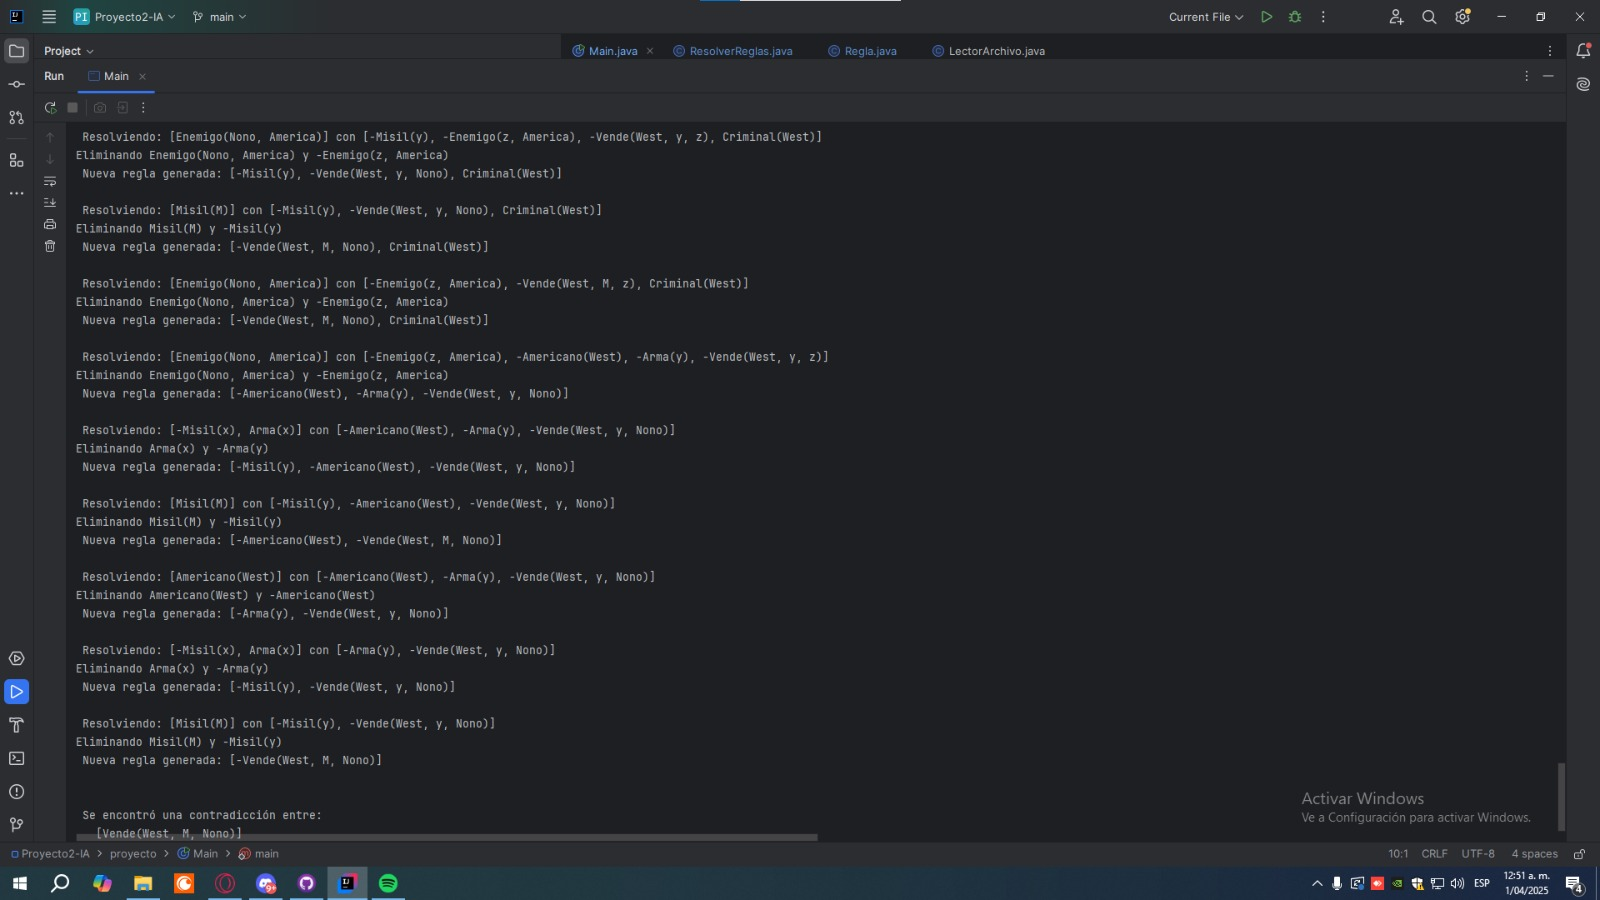 PI Proyecto2-IA main Current File
Project
Main.java ResolverReglas.java Regla.java LectorArchivo.java
Run Main
Resolviendo: [Enemigo(Nono, America)] con [-Misil(y), -Enemigo(z, America), -Vende(West, y, z), Criminal(West)]
Eliminando Enemigo(Nono, America) y -Enemigo(z, America)
Nueva regla generada: [-Misil(y), -Vende(West, y, Nono), Criminal(West)]
Resolviendo: [Misil(M)] con [-Misil(y), -Vende(West, y, Nono), Criminal(West)]
Eliminando Misil(M) y -Misil(y)
Nueva regla generada: [-Vende(West, M, Nono), Criminal(West)]
Resolviendo: [Enemigo(Nono, America)] con [-Enemigo(z, America), -Vende(West, M, z), Criminal(West)]
Eliminando Enemigo(Nono, America) y -Enemigo(z, America)
Nueva regla generada: [-Vende(West, M, Nono), Criminal(West)]
Resolviendo: [Enemigo(Nono, America)] con [-Enemigo(z, America), -Americano(West), -Arma(y), -Vende(West, y, z)]
Eliminando Enemigo(Nono, America) y -Enemigo(z, America)
Nueva regla generada: [-Americano(West), -Arma(y), -Vende(West, y, Nono)]
Resolviendo: [-Misil(x), Arma(x)] con [-Americano(West), -Arma(y), -Vende(West, y, Nono)]
Eliminando Arma(x) y -Arma(y)
Nueva regla generada: [-Misil(y), -Americano(West), -Vende(West, y, Nono)]
Resolviendo: [Misil(M)] con [-Misil(y), -Americano(West), -Vende(West, y, Nono)]
Eliminando Misil(M) y -Misil(y)
Nueva regla generada: [-Americano(West), -Vende(West, M, Nono)]
Resolviendo: [Americano(West)] con [-Americano(West), -Arma(y), -Vende(West, y, Nono)]
Eliminando Americano(West) y -Americano(West)
Nueva regla generada: [-Arma(y), -Vende(West, y, Nono)]
Resolviendo: [-Misil(x), Arma(x)] con [-Arma(y), -Vende(West, y, Nono)]
Eliminando Arma(x) y -Arma(y)
Nueva regla generada: [-Misil(y), -Vende(West, y, Nono)]
Resolviendo: [Misil(M)] con [-Misil(y), -Vende(West, y, Nono)]
Eliminando Misil(M) y -Misil(y)
Nueva regla generada: [-Vende(West, M, Nono)]
Se encontró una contradicción entre:
[Vende(West, M, Nono)]
Activar Windows
Ve a Configuración para activar Windows.
Proyecto2-IA > proyecto > Main > main 10:1 CRLF UTF-8 4 spaces
ESP 12:51 a. m.
1/04/2025
4